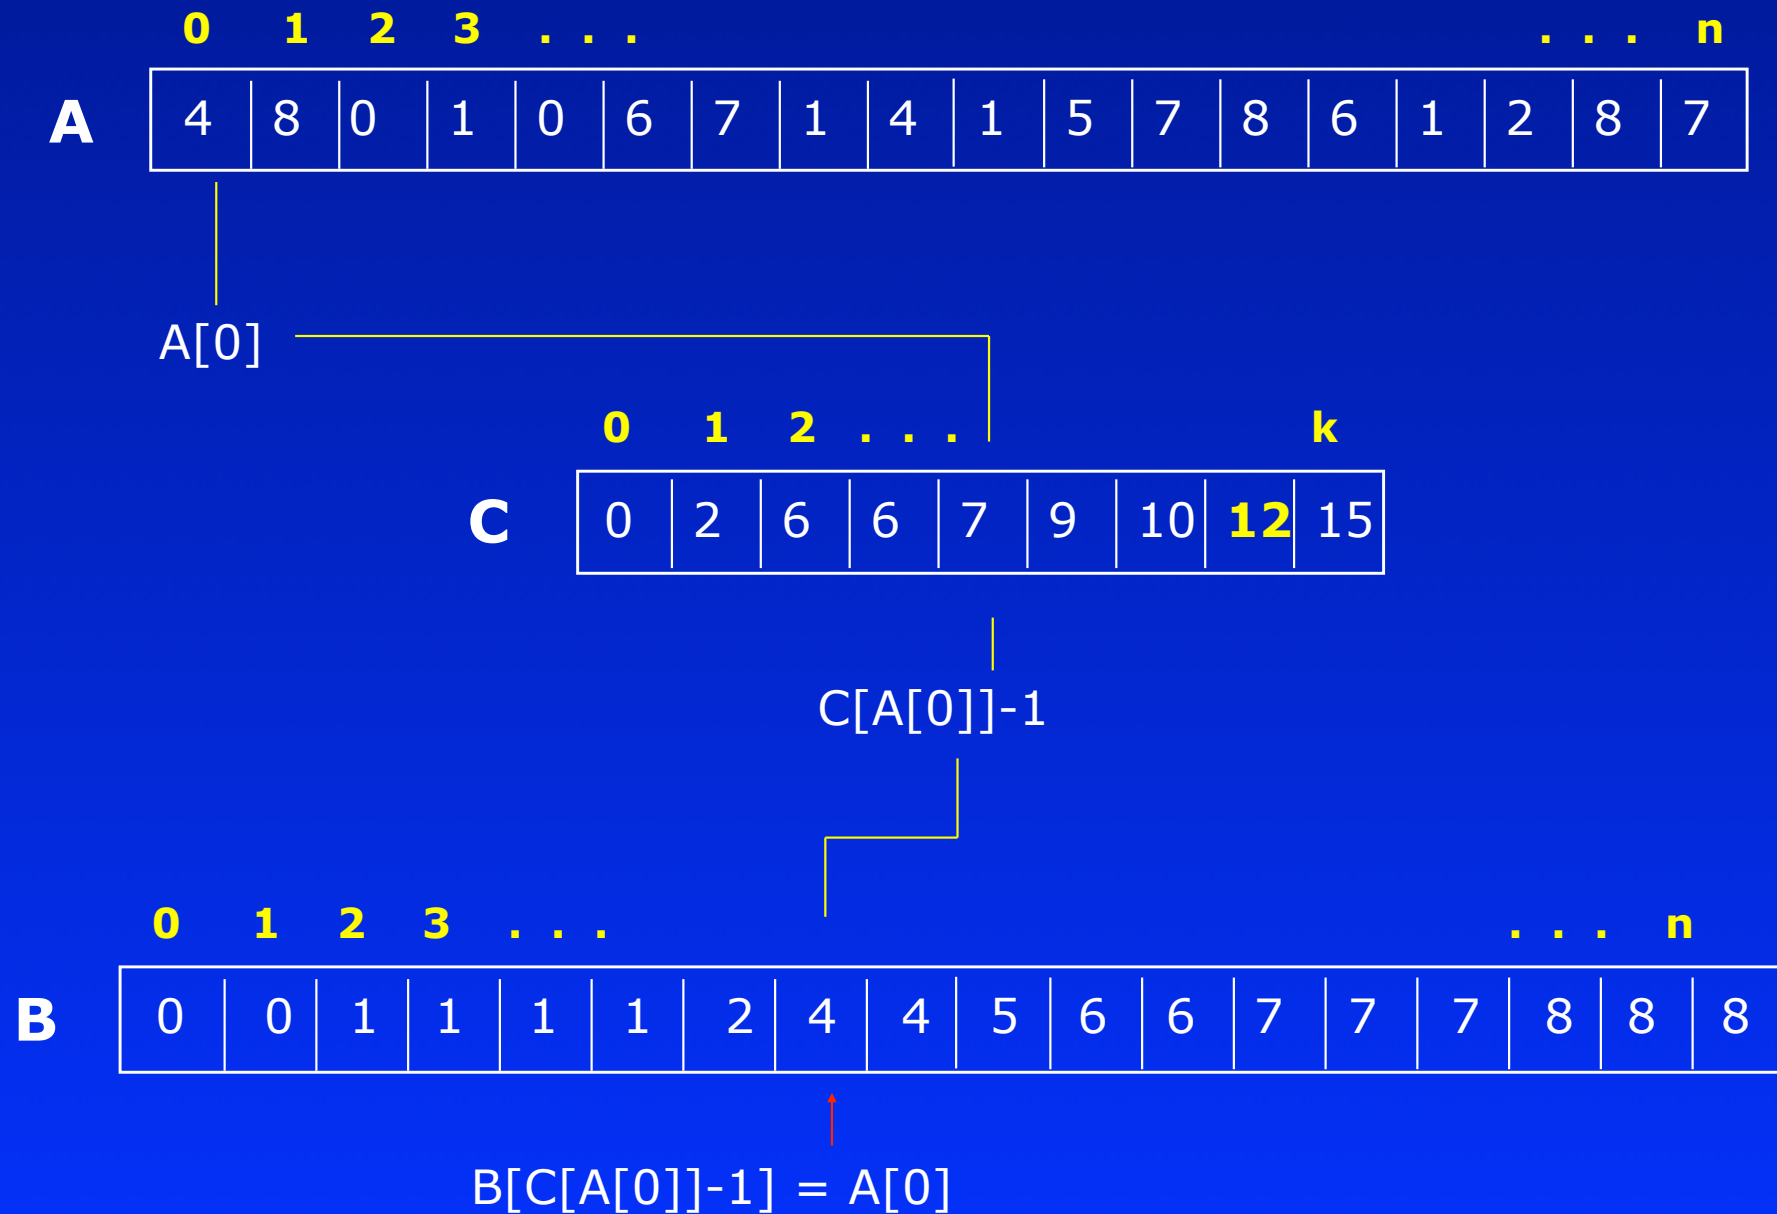 0 1 2 3 . . . . . . n
A 4 8 0 1 0 6 7 1 4 1 5 7 8 6 1 2 8 7
A[0]
0 1 2 . . . k
C 0 2 6 6 7 9 10 12 15
C[A[0]]-1
0 1 2 3 . . . . . . n
B 0 0 1 1 1 1 2 4 4 5 6 6 7 7 7 8 8 8
B[C[A[0]]-1] = A[0]